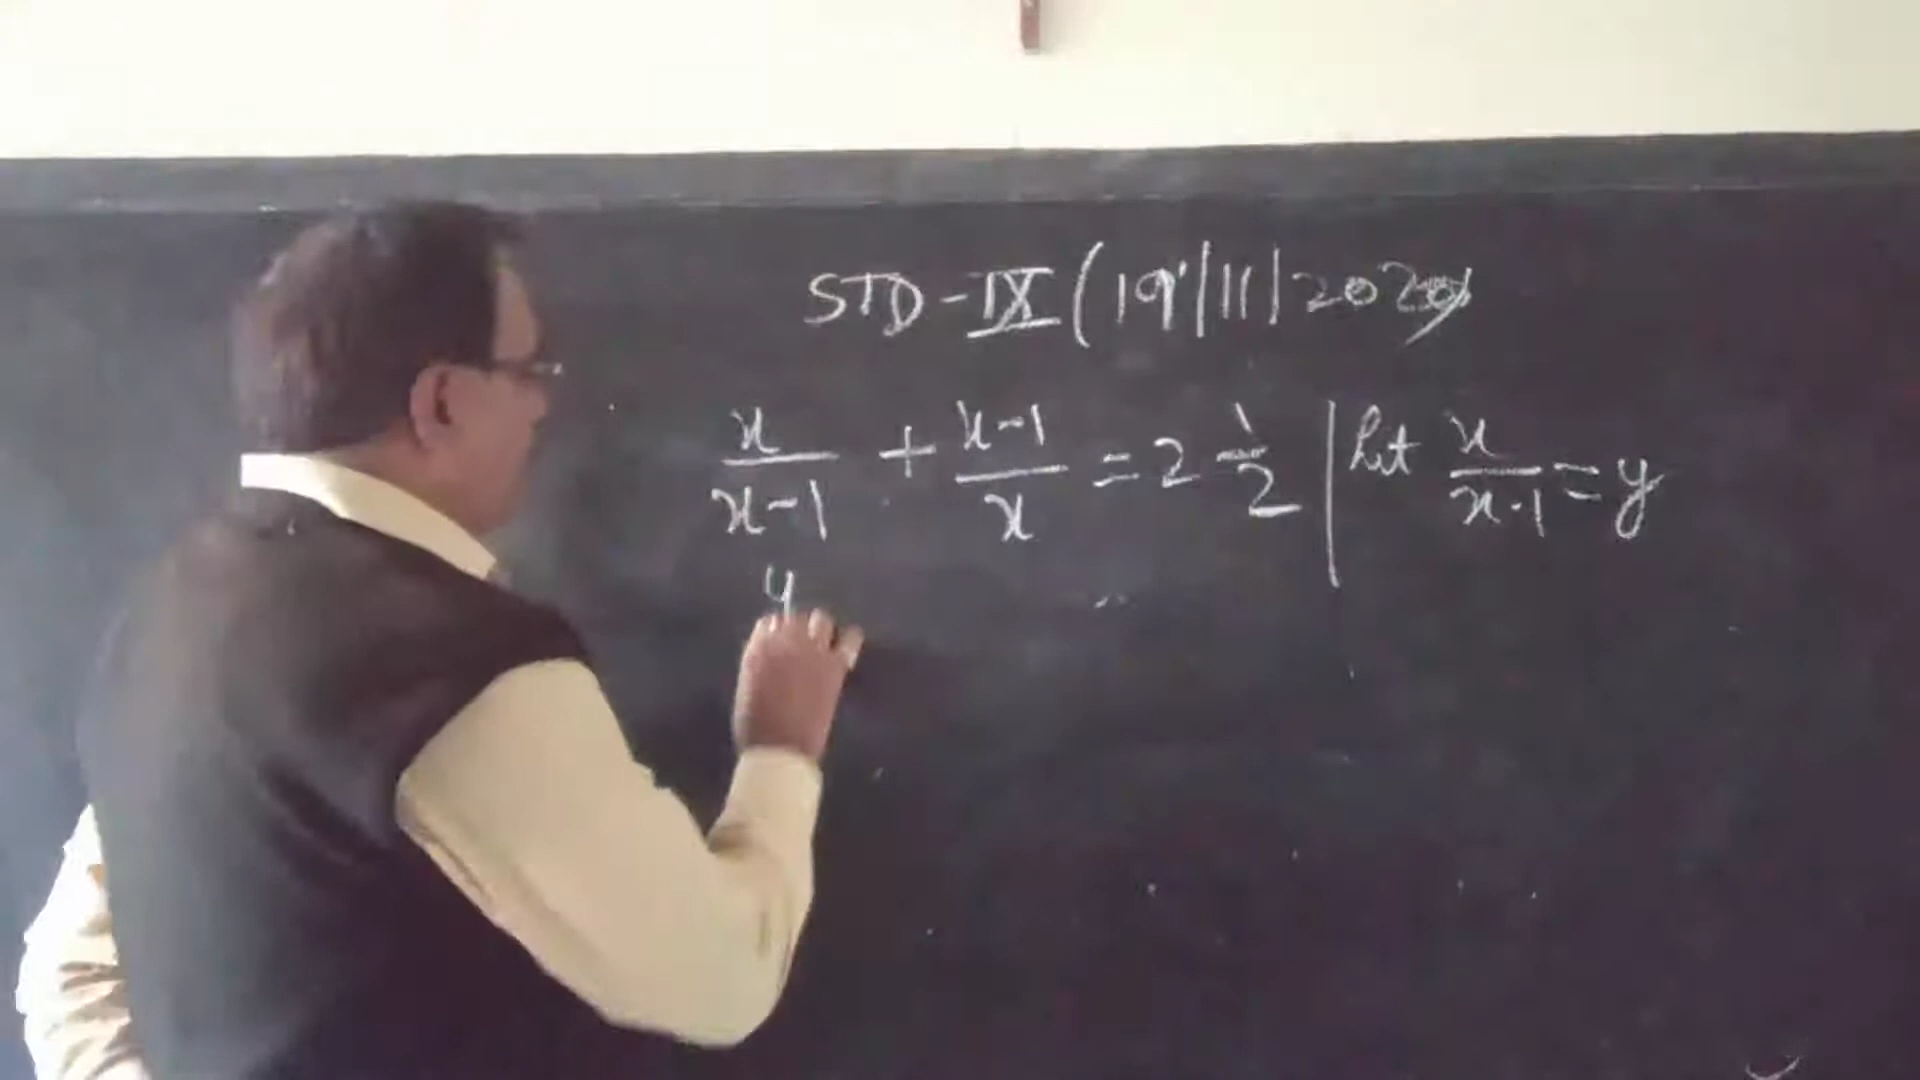 STD-IX (19/11/2020)
x/(x-1) + (x-1)/x = 2 1/2 | Let x/(x-1) = y
y